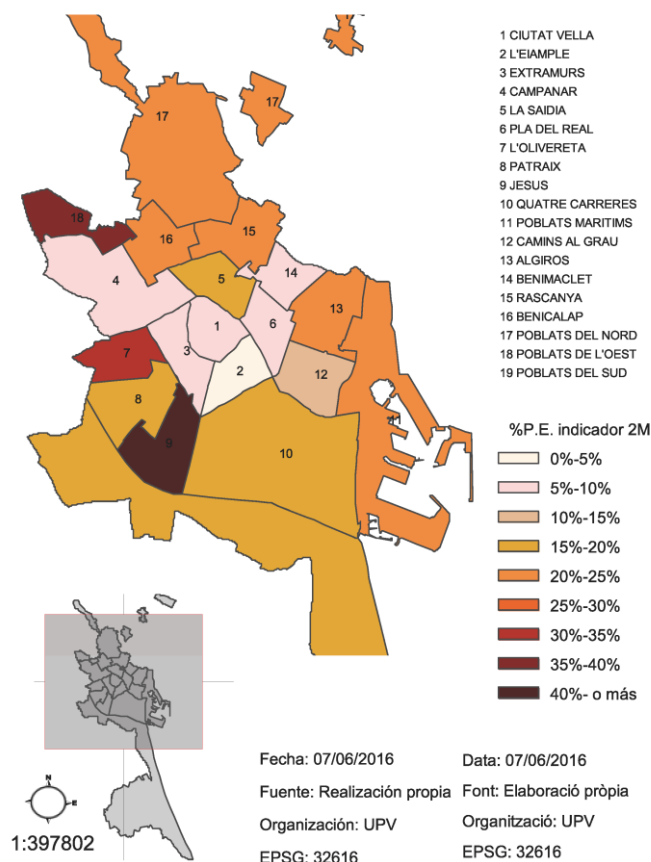 1 CIUTAT VELLA
2 L'EIAMPLE
3 EXTRAMURS
4 CAMPANAR
5 LA SAIDIA
6 PLA DEL REAL
7 L'OLIVERETA
8 PATRAIX
9 JESUS
10 QUATRE CARRERES
11 POBLATS MARITIMS
12 CAMINS AL GRAU
13 ALGIROS
14 BENIMACLET
15 RASCANYA
16 BENICALAP
17 POBLATS DEL NORD
18 POBLATS DE L'OEST
19 POBLATS DEL SUD
17
17
18
16
15
4
5
14
13
1
6
7
3
2
12
8
11
9
10
%P.E. indicador 2M
0%-5%
5%-10%
10%-15%
15%-20%
20%-25%
25%-30%
30%-35%
35%-40%
40%- o más
N
E
1:397802
Fecha: 07/06/2016
Fuente: Realización propia
Organización: UPV
EPSG: 32616
Data: 07/06/2016
Font: Elaboració pròpia
Organització: UPV
EPSG: 32616